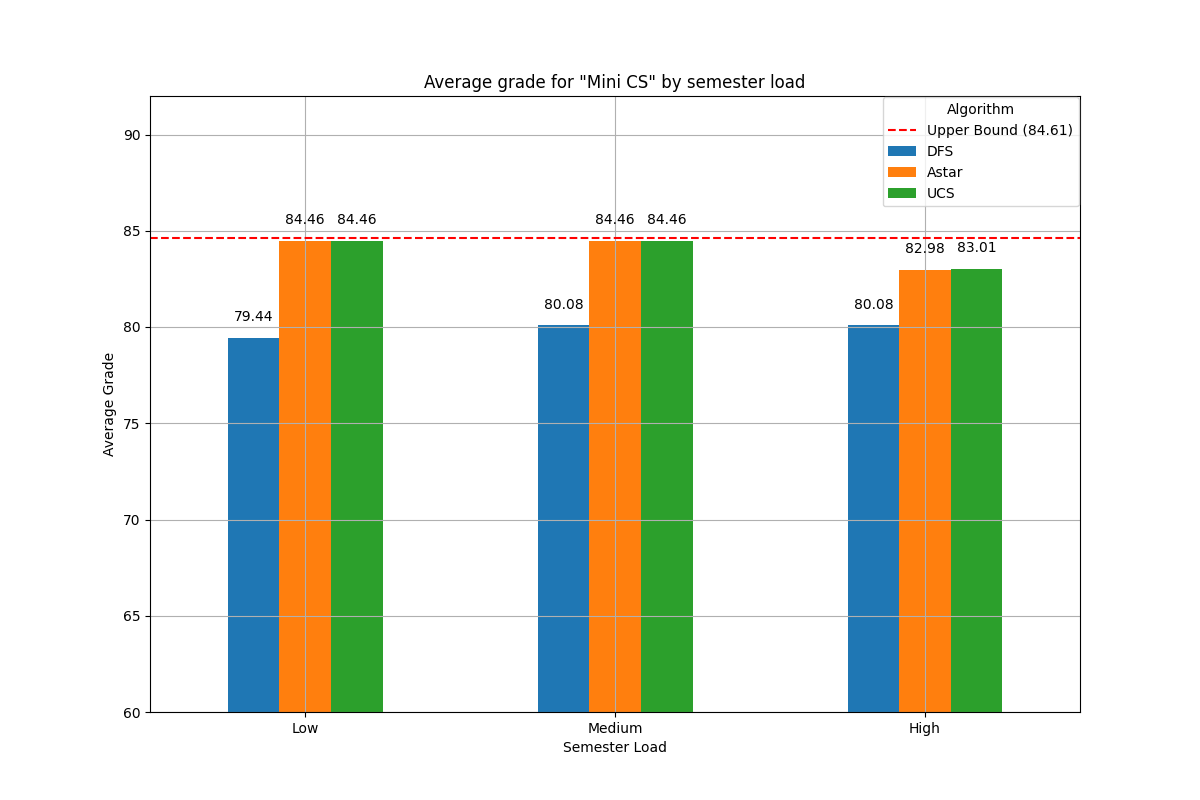 Average grade for "Mini CS" by semester load
Algorithm
Upper Bound (84.61)
DFS
Astar
UCS
90
85
80
75
70
65
60
Average Grade
79.44
84.46
84.46
80.08
84.46
84.46
80.08
82.98
83.01
Low
Medium
High
Semester Load